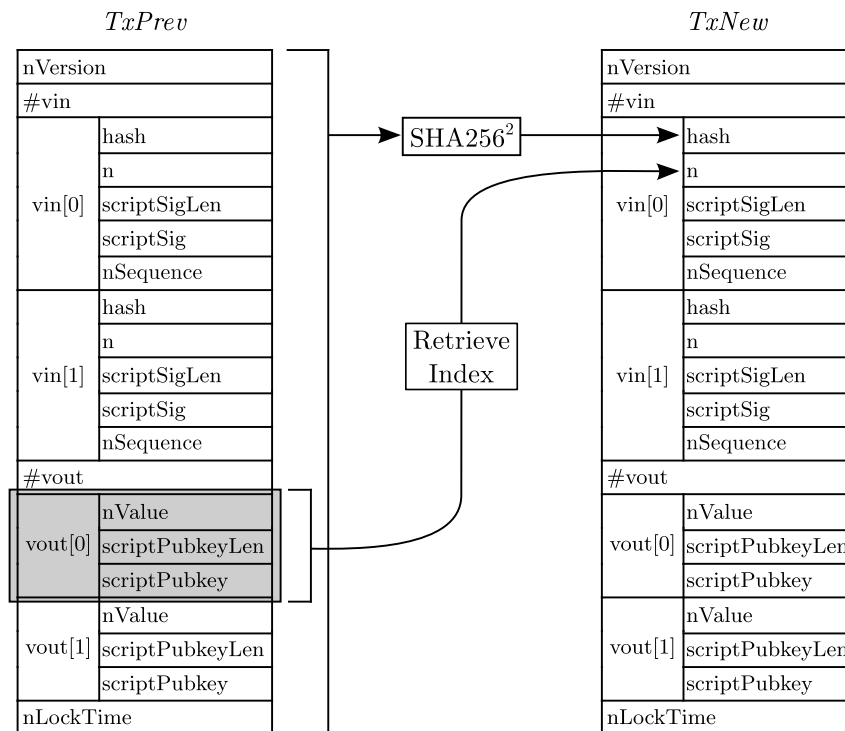 TxPrev
nVersion
#vin
vin[0]
hash
n
scriptSigLen
scriptSig
nSequence
vin[1]
hash
n
scriptSigLen
scriptSig
nSequence
#vout
vout[0]
nValue
scriptPubkeyLen
scriptPubkey
vout[1]
nValue
scriptPubkeyLen
scriptPubkey
nLockTime
SHA256²
Retrieve
Index
TxNew
nVersion
#vin
vin[0]
hash
n
scriptSigLen
scriptSig
nSequence
vin[1]
hash
n
scriptSigLen
scriptSig
nSequence
#vout
vout[0]
nValue
scriptPubkeyLen
scriptPubkey
vout[1]
nValue
scriptPubkeyLen
scriptPubkey
nLockTime